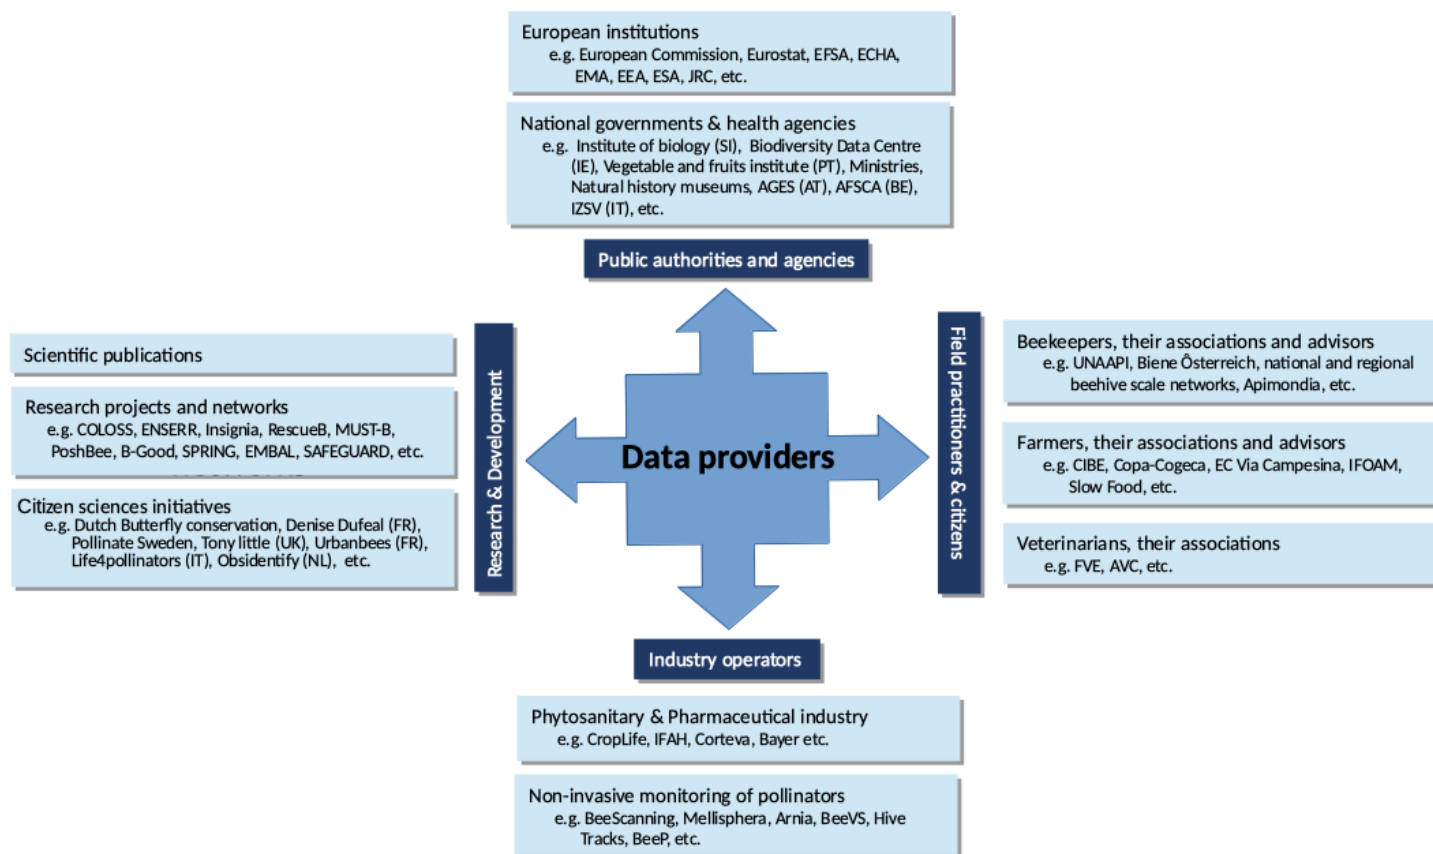 European institutions
e.g. European Commission, Eurostat, EFSA, ECHA,
EMA, EEA, ESA, JRC, etc.
National governments & health agencies
e.g. Institute of biology (SI), Biodiversity Data Centre
(IE), Vegetable and fruits institute (PT), Ministries,
Natural history museums, AGES (AT), AFSCA (BE),
IZSV (IT), etc.
Public authorities and agencies
Scientific publications
Research projects and networks
e.g. COLOSS, ENSERR, Insignia, RescueB, MUST-B,
PoshBee, B-Good, SPRING, EMBAL, SAFEGUARD, etc.
Citizen sciences initiatives
e.g. Dutch Butterfly conservation, Denise Dufeal (FR),
Pollinate Sweden, Tony little (UK), Urbanbees (FR),
Life4pollinators (IT), Obsidentify (NL), etc.
Research & Development
Data providers
Field practitioners & citizens
Beekeepers, their associations and advisors
e.g. UNAAPI, Biene Ôsterreich, national and regional
beehive scale networks, Apimondia, etc.
Farmers, their associations and advisors
e.g. CIBE, Copa-Cogeca, EC Via Campesina, IFOAM,
Slow Food, etc.
Veterinarians, their associations
e.g. FVE, AVC, etc.
Industry operators
Phytosanitary & Pharmaceutical industry
e.g. CropLife, IFAH, Corteva, Bayer etc.
Non-invasive monitoring of pollinators
e.g. BeeScanning, Mellisphera, Arnia, BeeVS, Hive
Tracks, BeeP, etc.